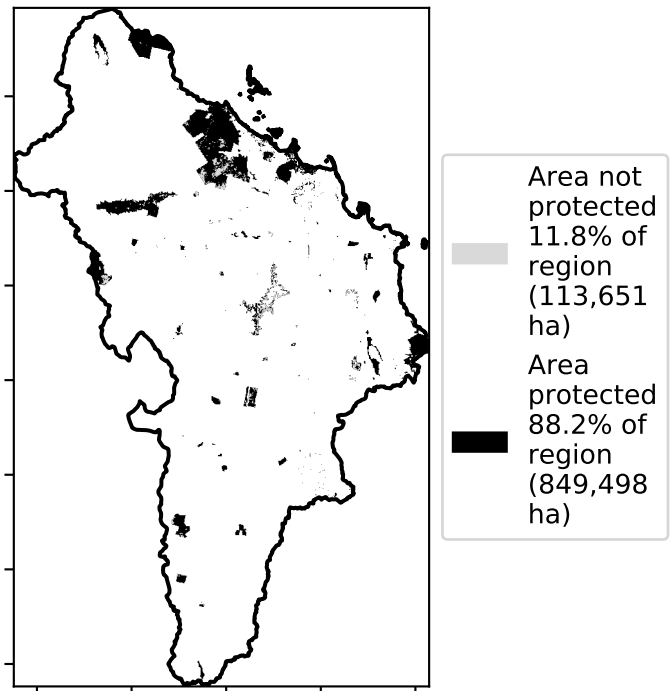 Area not
protected
11.8% of
region
(113,651
ha)
Area
protected
88.2% of
region
(849,498
ha)